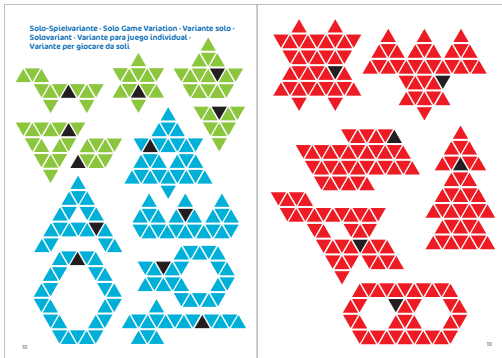 Solo-Spielvariante · Solo Game Variation · Variante solo ·
Solovariant · Variante para juego individual ·
Variante per giocare da soli
10
10